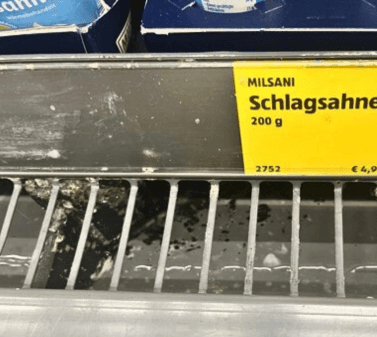 MILSANI
Schlagsahne
200 g
2752 € 4,9